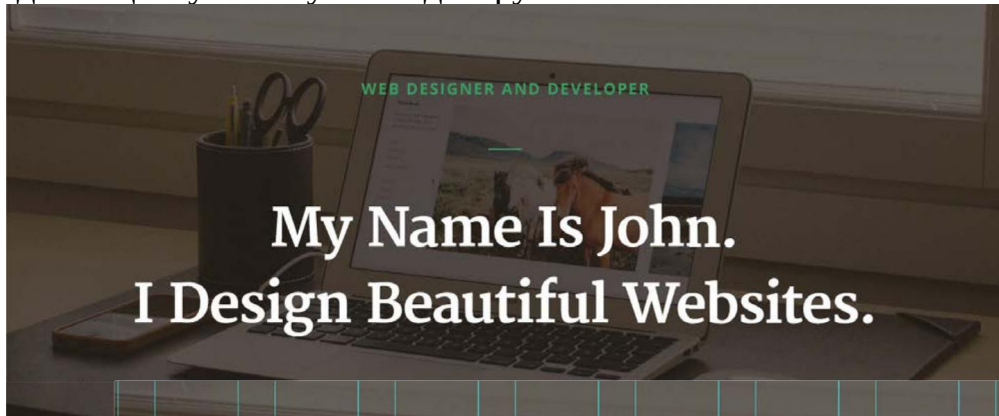 WEB DESIGNER AND DEVELOPER
My Name Is John.
I Design Beautiful Websites.